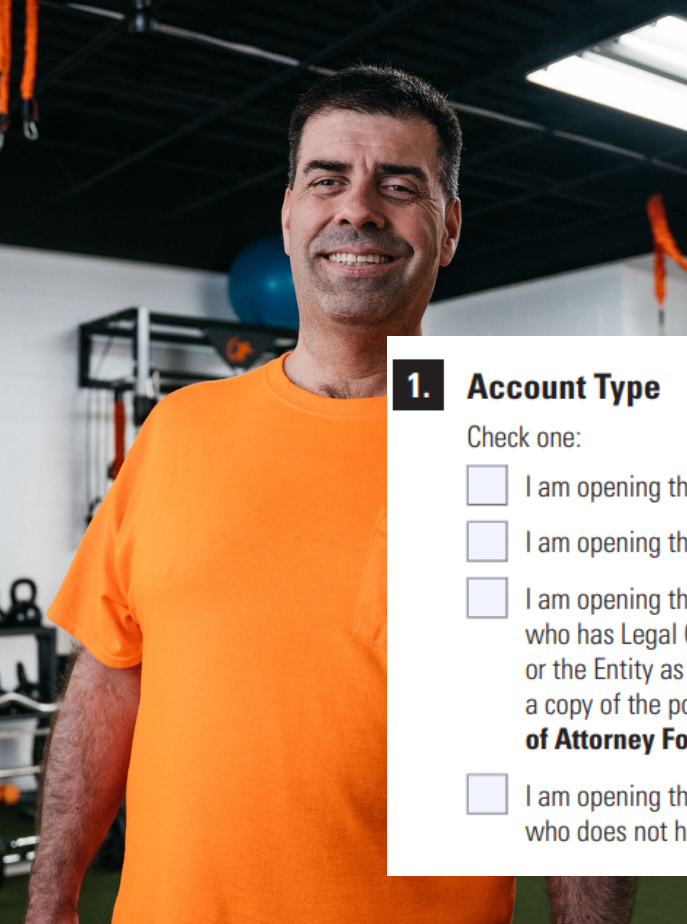 1. Account Type
Check one:
I am opening th
I am opening th
I am opening th
who has Legal
or the Entity as
a copy of the po
of Attorney Fo
I am opening th
who does not h